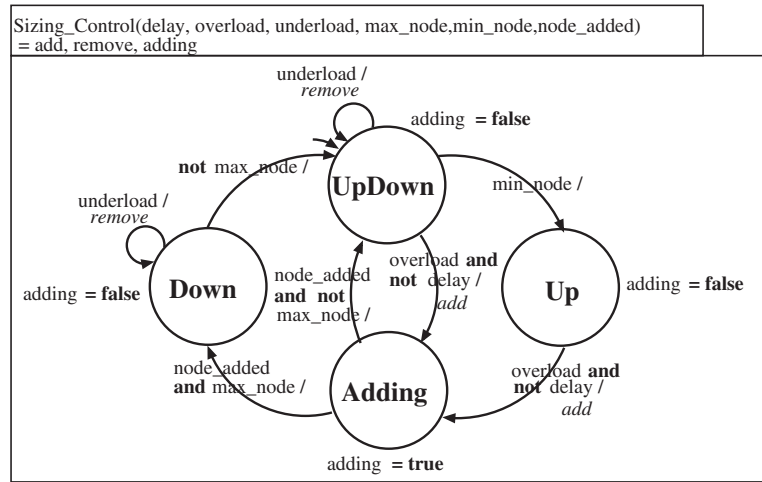 Sizing_Control(delay, overload, underload, max_node,min_node,node_added)
= add, remove, adding
underload /
remove
adding = false
not max_node /
UpDown
min_node /
underload /
remove
overload and
not delay /
add
node_added
and not
max_node /
Down
adding = false
Up
adding = false
node_added
and max_node /
Adding
overload and
not delay /
add
adding = true